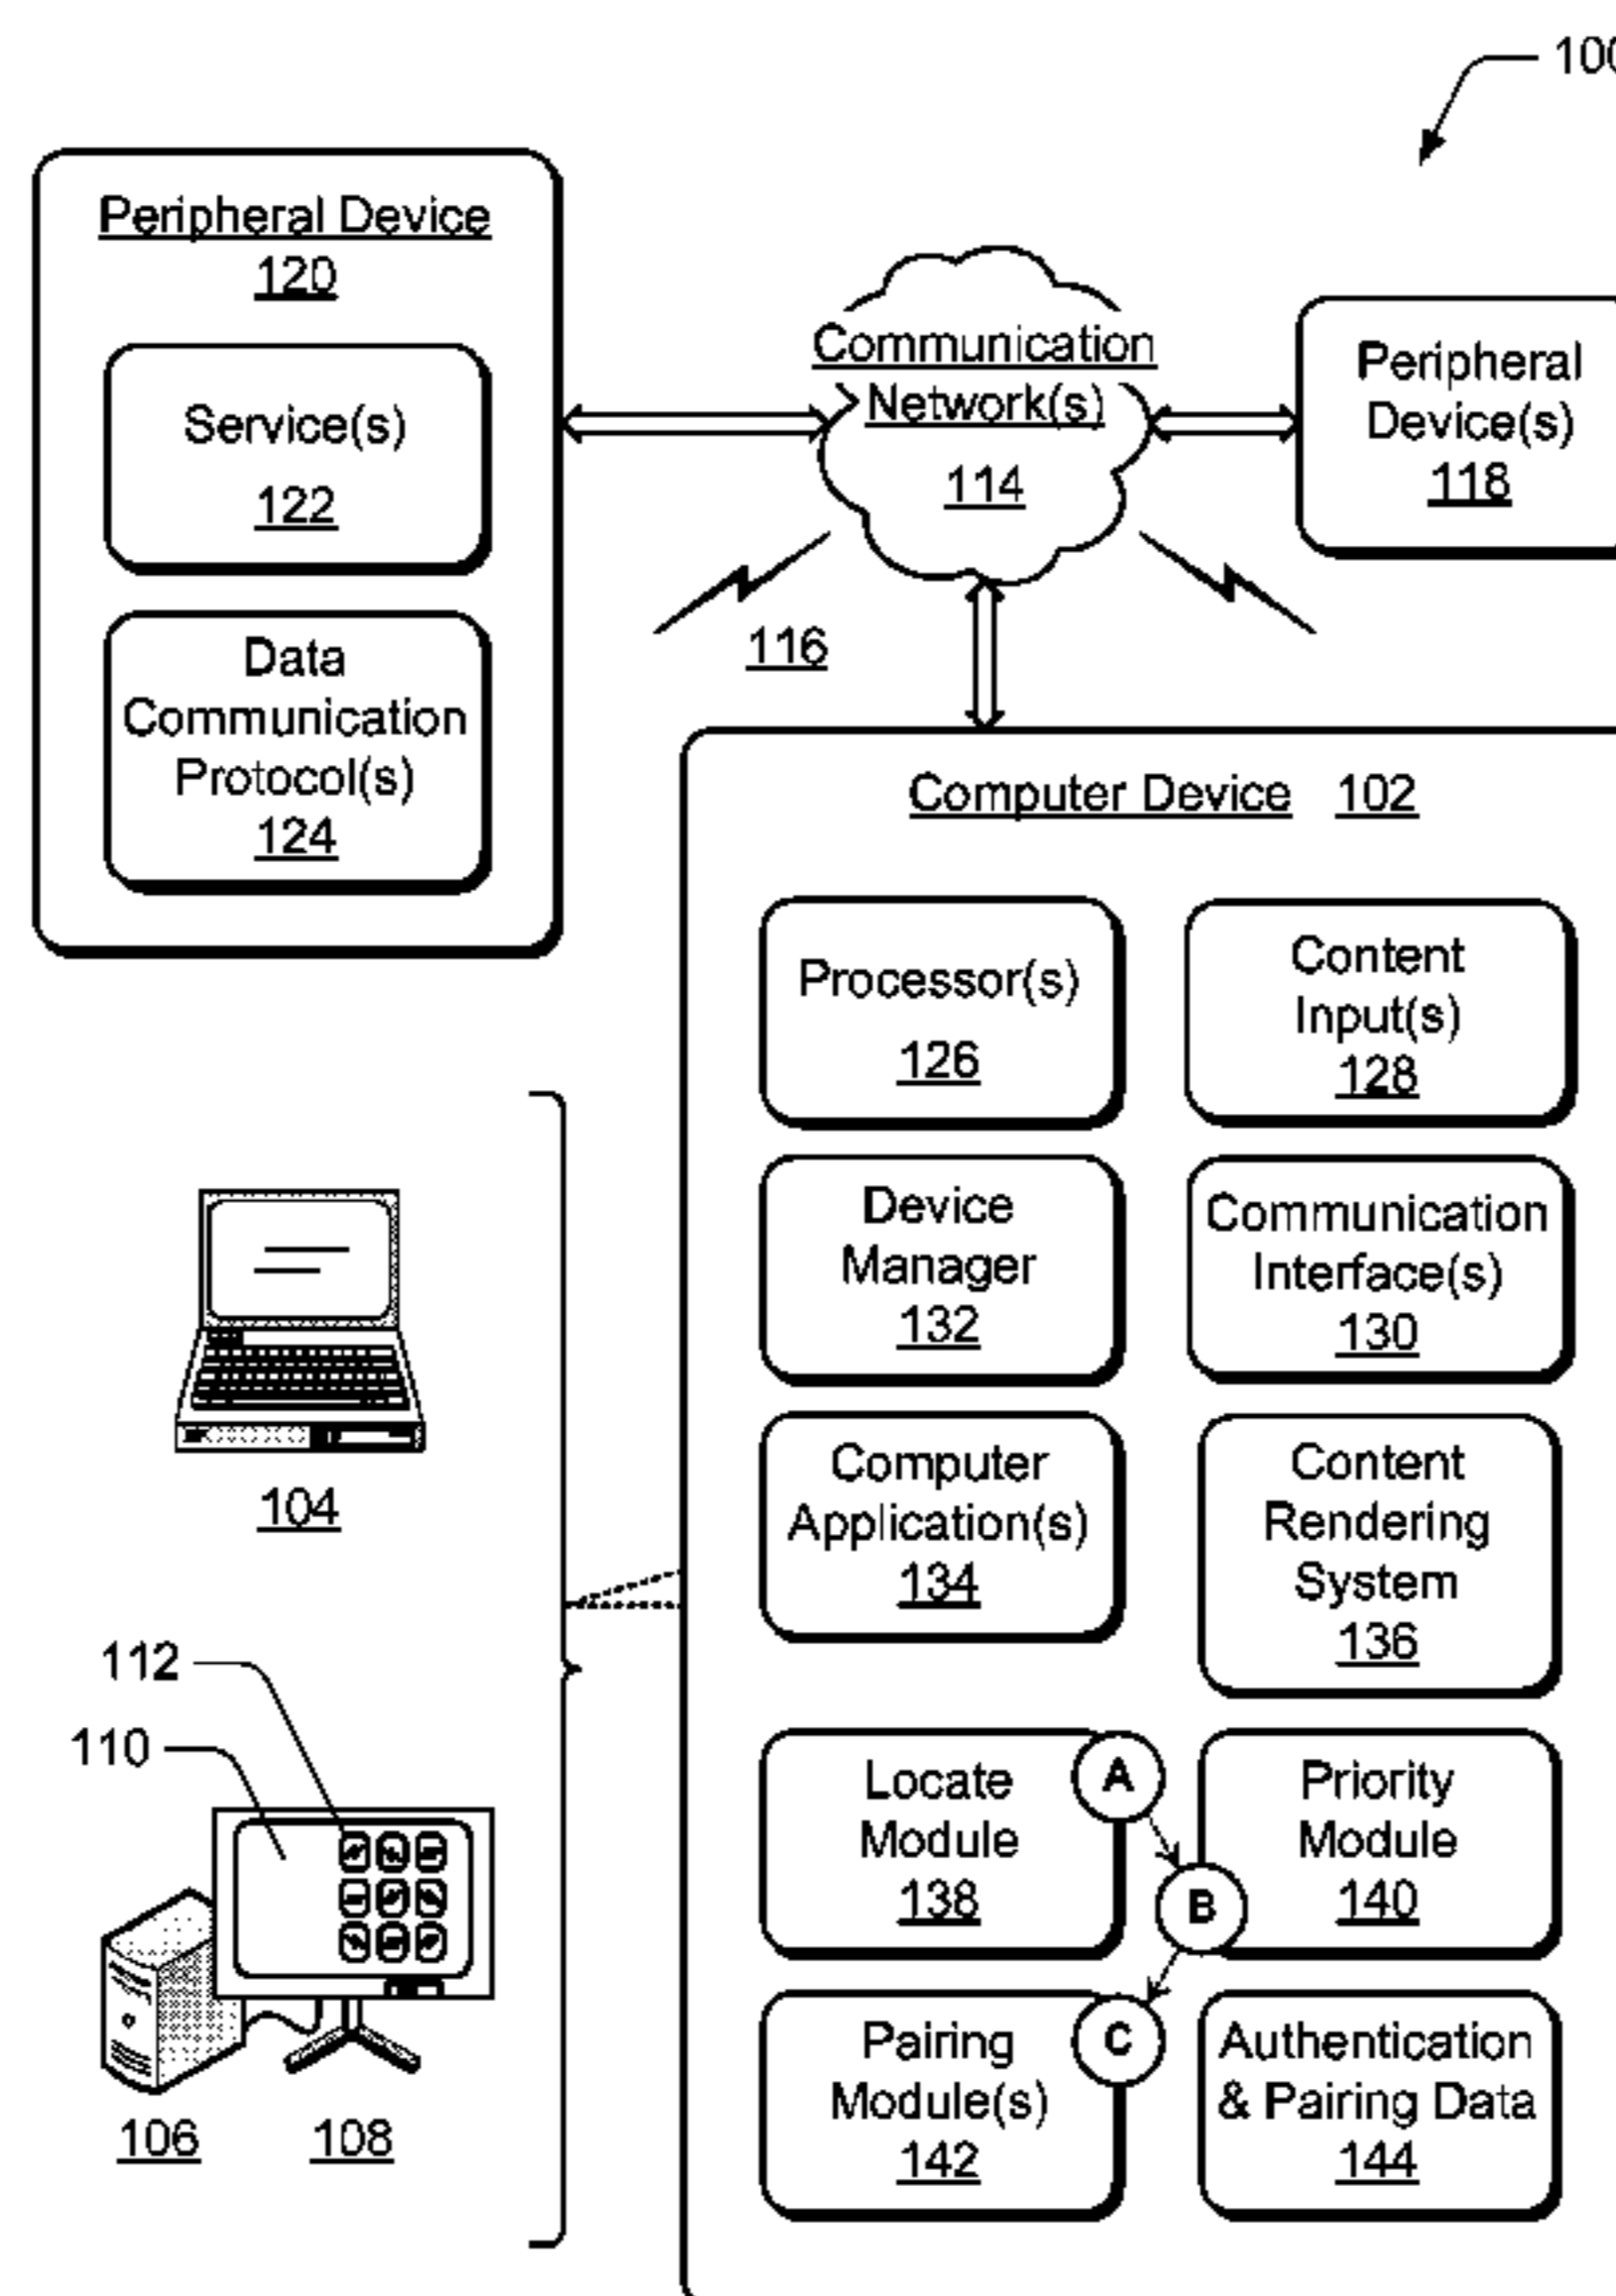 100
Peripheral Device
120
Service(s)
122
Data
Communication
Protocol(s)
124
Communication
Network(s)
114
116
Peripheral
Device(s)
118
Computer Device 102
Processor(s)
126
Content
Input(s)
128
Device
Manager
132
Communication
Interface(s)
130
Computer
Application(s)
134
Content
Rendering
System
136
Locate
Module
138
A
Priority
Module
140
B
Pairing
Module(s)
142
C
Authentication
& Pairing Data
144
104
112
110
106
108